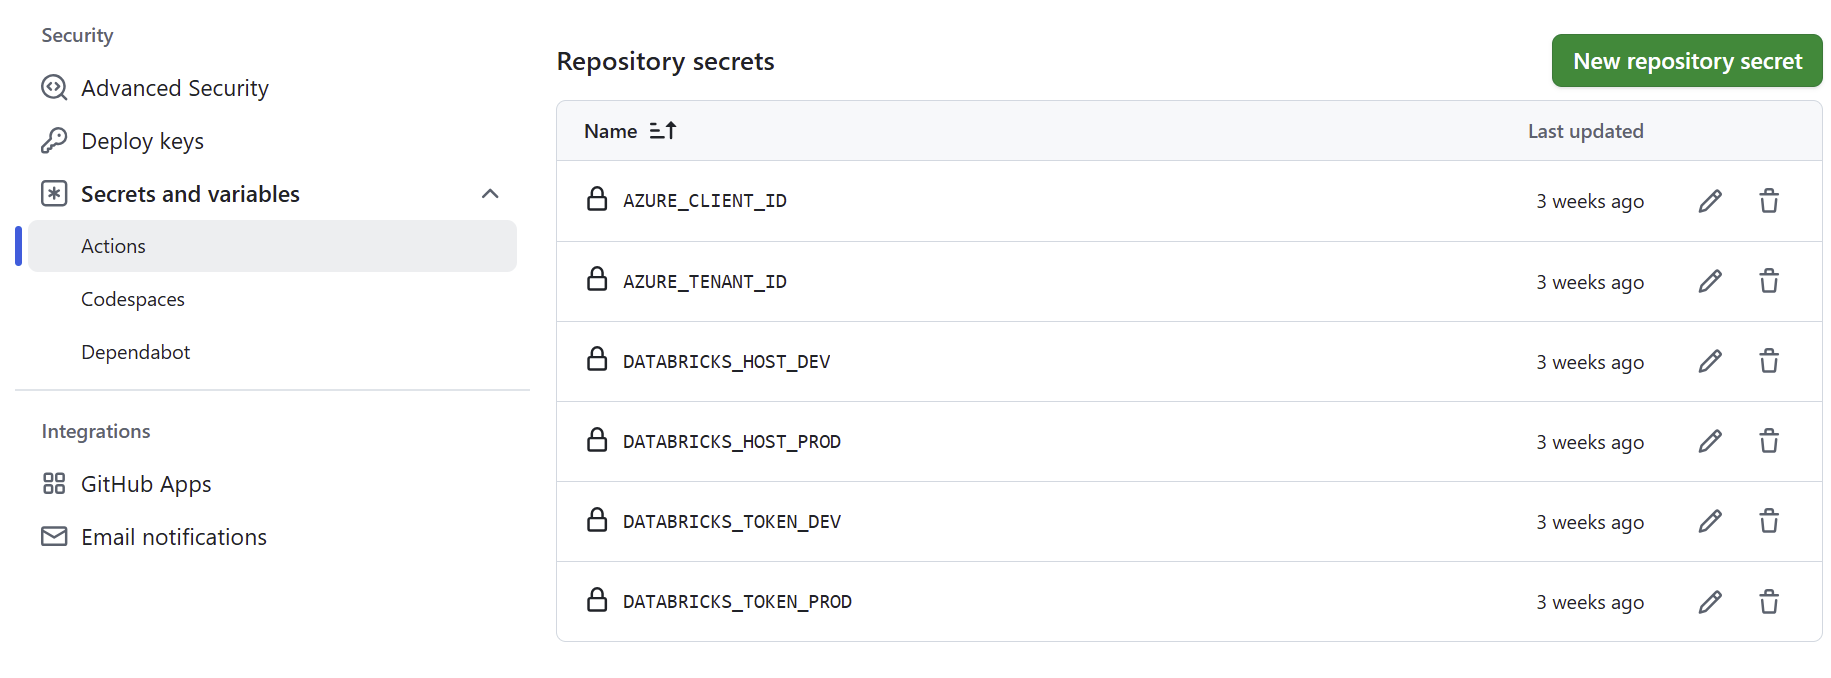 Security
Advanced Security
Deploy keys
Secrets and variables
Actions
Codespaces
Dependabot
Integrations
GitHub Apps
Email notifications
Repository secrets
New repository secret
Name Last updated
AZURE_CLIENT_ID 3 weeks ago
AZURE_TENANT_ID 3 weeks ago
DATABRICKS_HOST_DEV 3 weeks ago
DATABRICKS_HOST_PROD 3 weeks ago
DATABRICKS_TOKEN_DEV 3 weeks ago
DATABRICKS_TOKEN_PROD 3 weeks ago